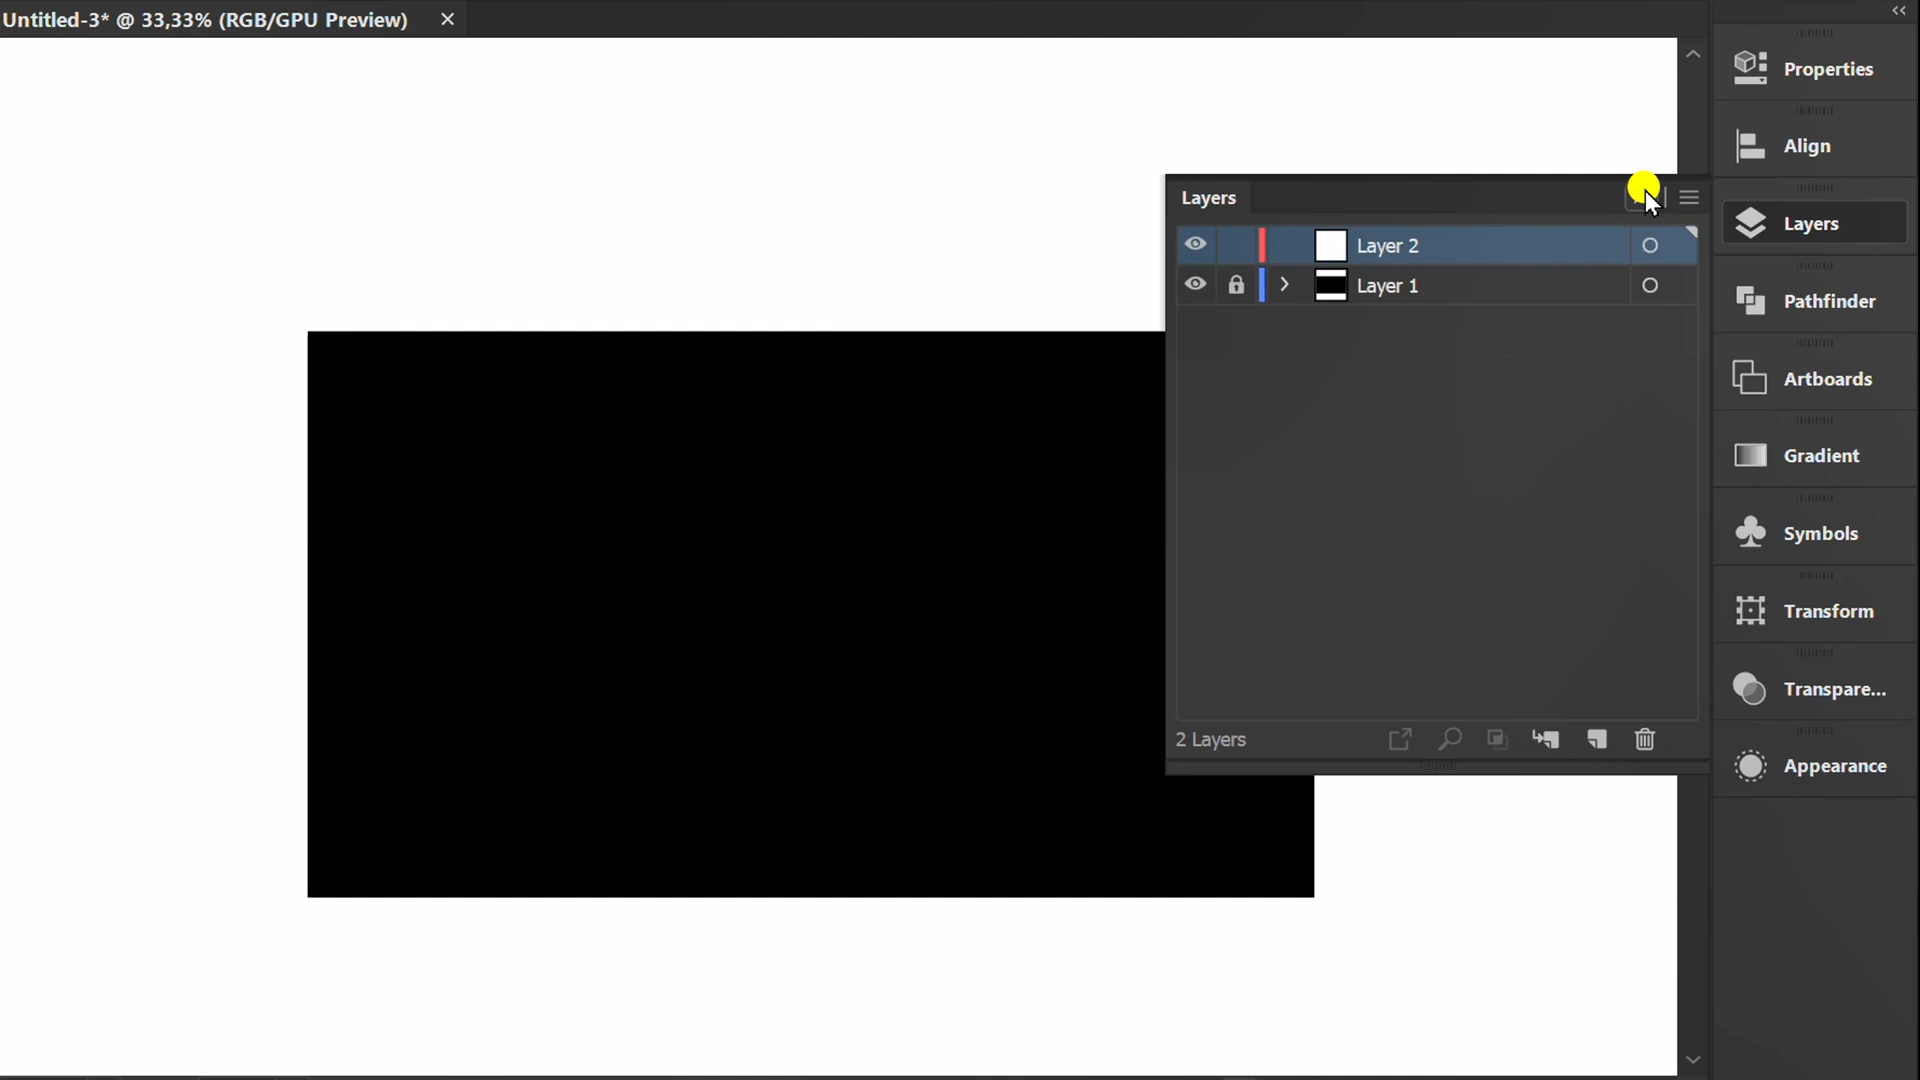 Untitled-3* @ 33,33% (RGB/GPU Preview)
Properties
Align
Layers
Layers
Layer 2
Layer 1
Pathfinder
Artboards
Gradient
Symbols
Transform
Transpare...
2 Layers
Appearance